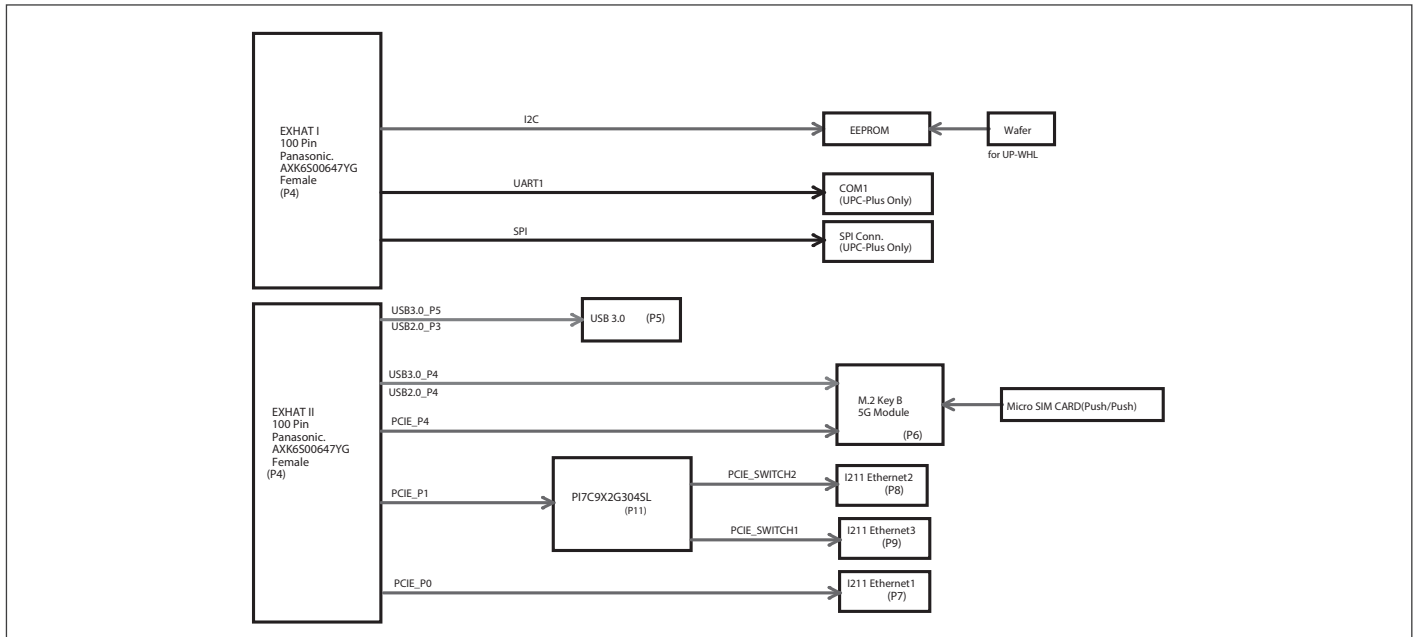 EXHAT I
100 Pin
Panasonic.
AXK6S00647YG
Female
(P4)
I2C
EEPROM
Wafer
for UP-WHL
UART1
COM1
(UPC-Plus Only)
SPI
SPI Conn.
(UPC-Plus Only)
EXHAT II
100 Pin
Panasonic.
AXK6S00647YG
Female
(P4)
USB3.0_P5
USB2.0_P3
USB 3.0 (P5)
USB3.0_P4
USB2.0_P4
PCIE_P4
M.2 Key B
5G Module
(P6)
Micro SIM CARD(Push/Push)
PCIE_P1
PI7C9X2G304SL
(P11)
PCIE_SWITCH2
I211 Ethernet2
(P8)
PCIE_SWITCH1
I211 Ethernet3
(P9)
PCIE_P0
I211 Ethernet1
(P7)